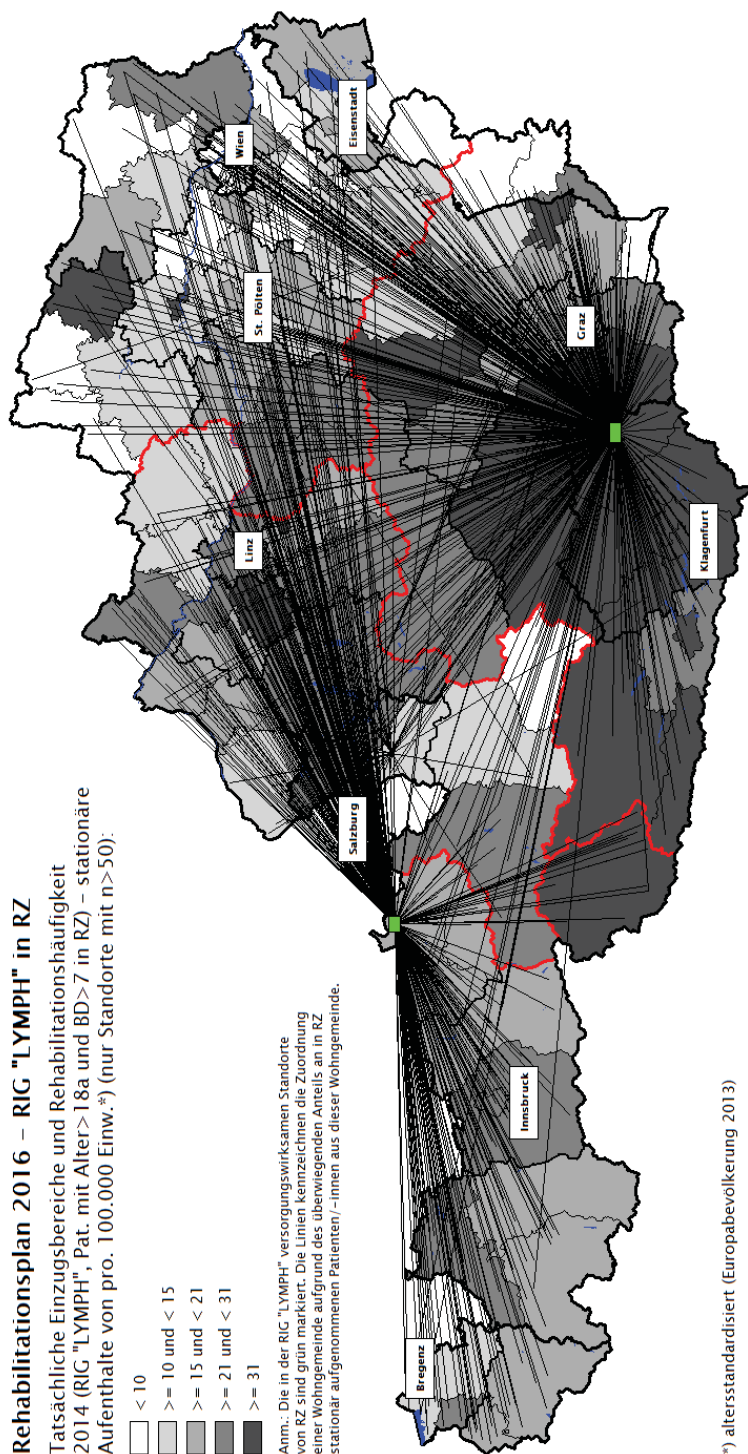 Rehabilitationsplan 2016 – RIG "LYMPH" in RZ
Tatsächliche Einzugsbereiche und Rehabilitationshäufigkeit
2014 (RIG "LYMPH", Pat. mit Alter>18a und BD>7 in RZ) – stationäre
Aufenthalte von pro. 100.000 Einw.*) (nur Standorte mit n>50):
< 10
>= 10 und < 15
>= 15 und < 21
>= 21 und < 31
>= 31
Anm.: Die in der RIG "LYMPH" versorgungswirksamen Standorte
von RZ sind grün markiert. Die Linien kennzeichnen die Zuordnung
einer Wohngemeinde aufgrund des überwiegenden Anteils an in RZ
stationär aufgenommenen Patienten/-innen aus dieser Wohngemeinde.
Bregenz
Innsbruck
Salzburg
Linz
St. Pölten
Wien
Eisenstadt
Graz
Klagenfurt
*) altersstandardisiert (Europabevölkerung 2013)